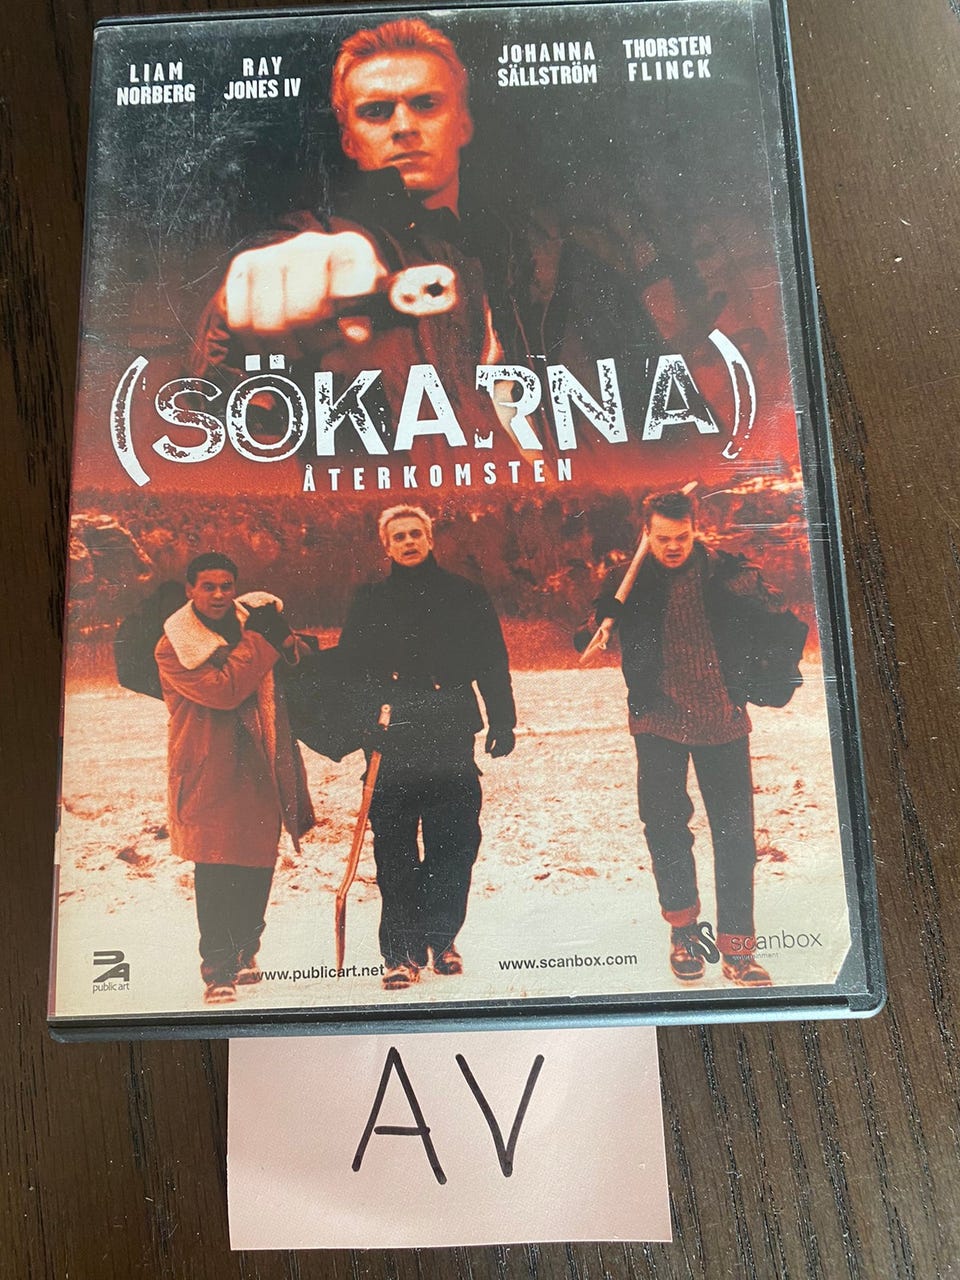 LIAM
NORBERG
RAY
JONES IV
JOHANNA
SÄLLSTRÖM
THORSTEN
FLINCK
(SÖKARNA)
ÅTERKOMSTEN
public art
www.publicart.net
www.scanbox.com
scanbox
entertainment
AV